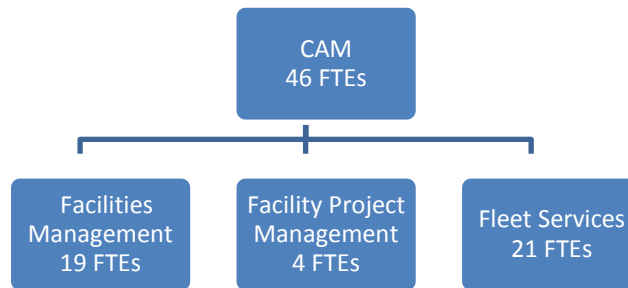 CAM
46 FTEs
Facilities
Management
19 FTEs
Facility Project
Management
4 FTEs
Fleet Services
21 FTEs